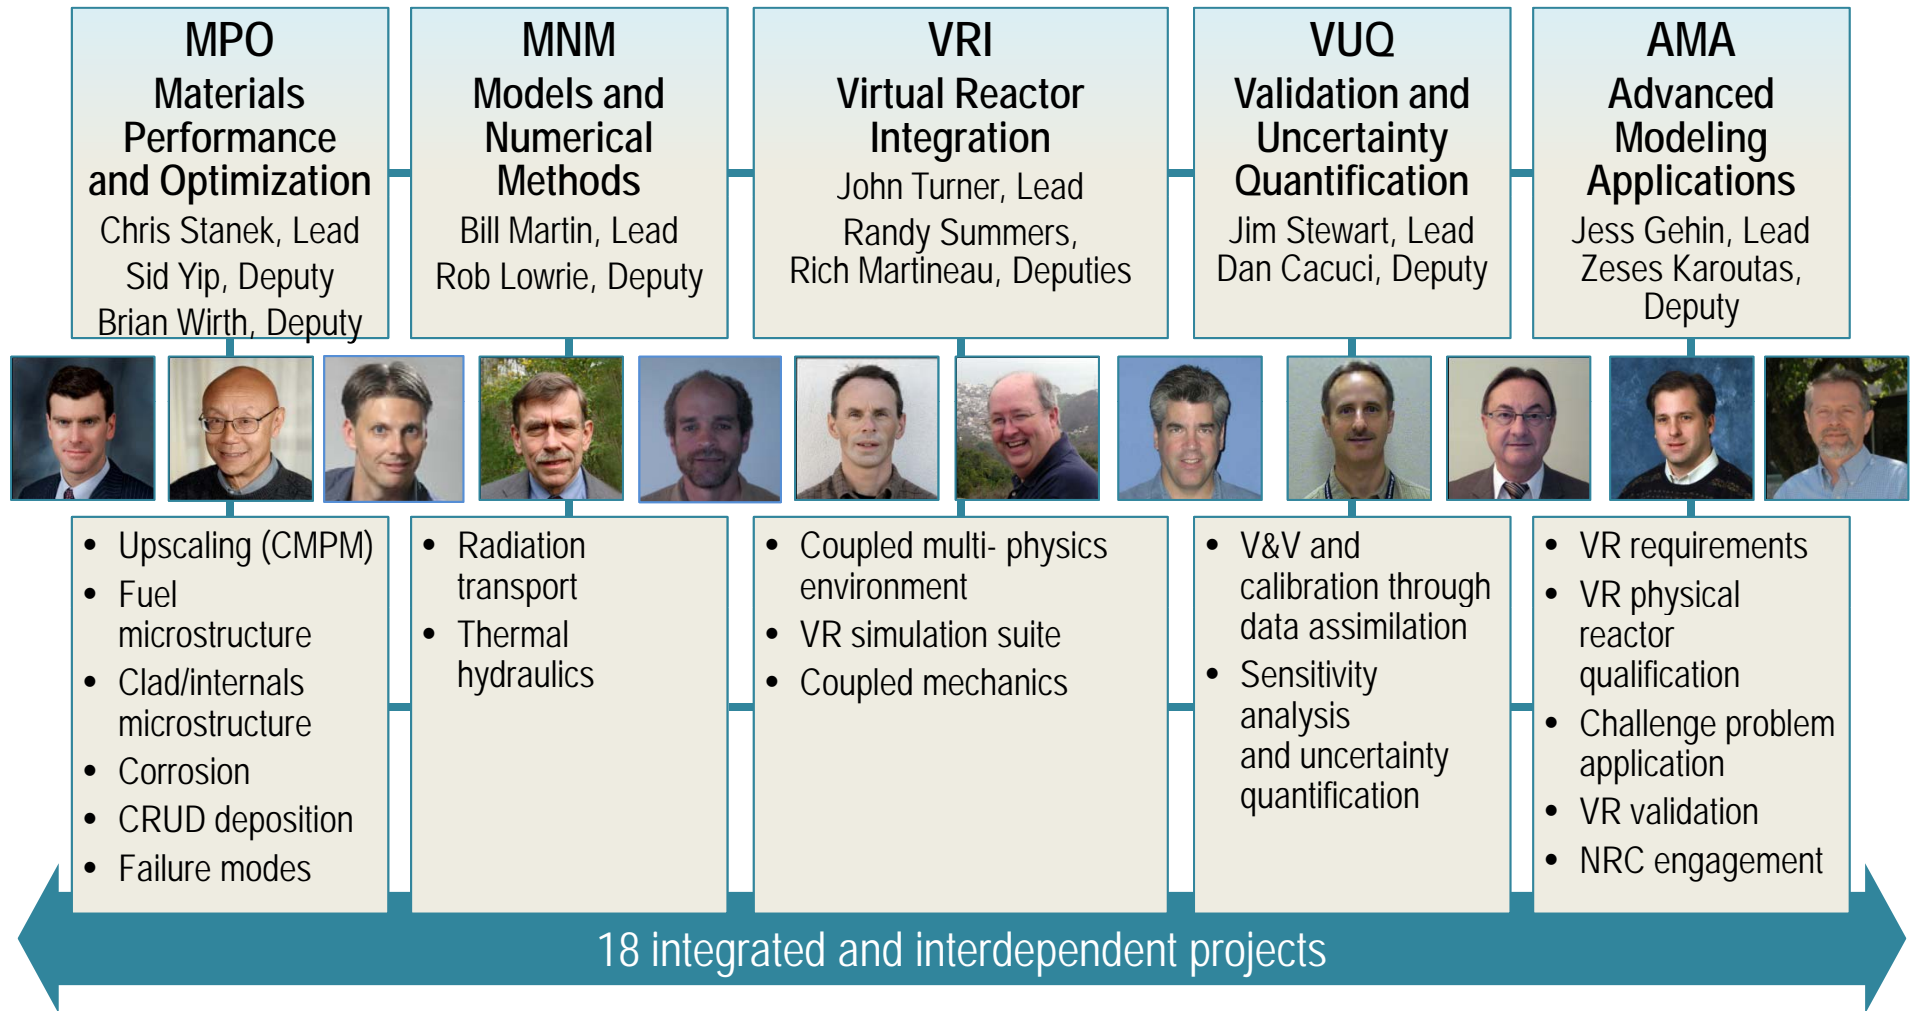 MPO
Materials
Performance
and Optimization
Chris Stanek, Lead
Sid Yip, Deputy
Brian Wirth, Deputy
MNM
Models and
Numerical
Methods
Bill Martin, Lead
Rob Lowrie, Deputy
VRI
Virtual Reactor
Integration
John Turner, Lead
Randy Summers,
Rich Martineau, Deputies
VUQ
Validation and
Uncertainty
Quantification
Jim Stewart, Lead
Dan Cacuci, Deputy
AMA
Advanced
Modeling
Applications
Jess Gehin, Lead
Zeses Karoutas,
Deputy
• Upscaling (CMPM)
• Fuel
microstructure
• Clad/internals
microstructure
• Corrosion
• CRUD deposition
• Failure modes
• Radiation
transport
• Thermal
hydraulics
• Coupled multi- physics
environment
• VR simulation suite
• Coupled mechanics
• V&V and
calibration through
data assimilation
• Sensitivity
analysis
and uncertainty
quantification
• VR requirements
• VR physical
reactor
qualification
• Challenge problem
application
• VR validation
• NRC engagement
18 integrated and interdependent projects